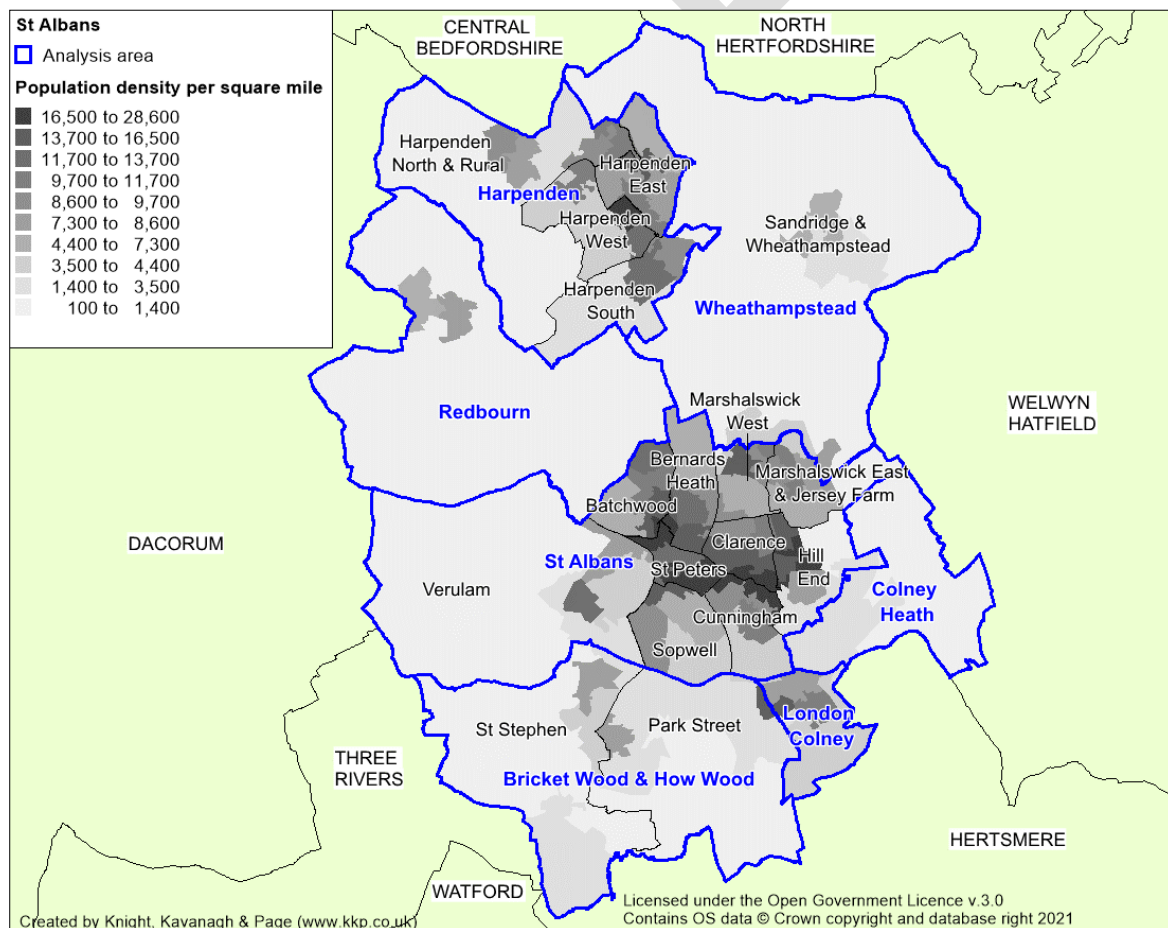 St Albans
Analysis area
Population density per square mile
16,500 to 28,600
13,700 to 16,500
11,700 to 13,700
9,700 to 11,700
8,600 to 9,700
7,300 to 8,600
4,400 to 7,300
3,500 to 4,400
1,400 to 3,500
100 to 1,400
CENTRAL
BEDFORDSHIRE
NORTH
HERTFORDSHIRE
Harpenden
North & Rural
Harpenden
Harpenden
East
Harpenden
West
Harpenden
South
Sandridge &
Wheathampstead
Wheathampstead
Redbourn
Marshalswick
West
WELWYN
HATFIELD
Bernards
Heath
Marshalswick East
& Jersey Farm
Batchwood
DACORUM
Clarence
St Albans
St Peters
Hill
End
Verulam
Colney
Heath
Cunningham
Sopwell
St Stephen
Park Street
London
Colney
THREE
RIVERS
Bricket Wood & How Wood
HERTSMERE
WATFORD
Created by Knight, Kavanagh & Page (www.kkp.co.uk)
Licensed under the Open Government Licence v.3.0
Contains OS data © Crown copyright and database right 2021